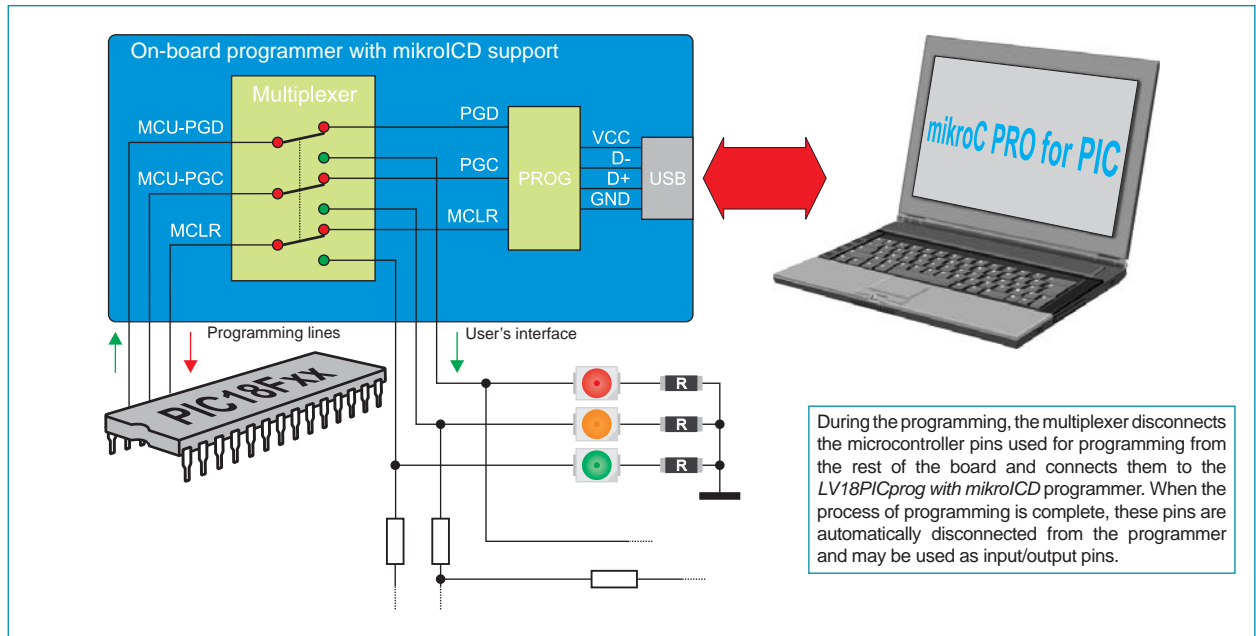 On-board programmer with mikroICD support
Multiplexer
MCU-PGD
MCU-PGC
MCLR
PGD
PGC
MCLR
PROG
VCC
D-
D+
GND
USB
mikroC PRO for PIC
Programming lines
User's interface
PIC18Fxx
R
R
R
During the programming, the multiplexer disconnects
the microcontroller pins used for programming from
the rest of the board and connects them to the
LV18PICprog with mikroICD programmer. When the
process of programming is complete, these pins are
automatically disconnected from the programmer
and may be used as input/output pins.